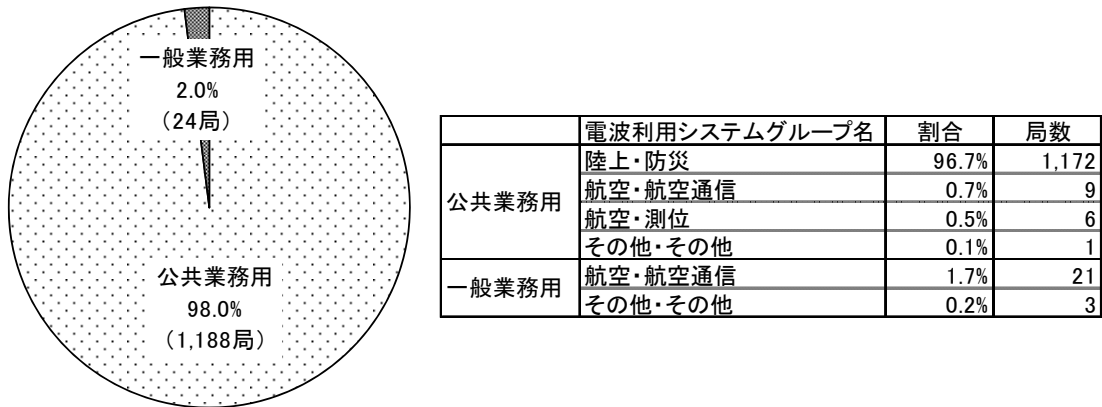 一般業務用
2.0%
（24局）
公共業務用
98.0%
（1,188局）
電波利用システムグループ名 割合 局数
公共業務用
陸上・防災 96.7% 1,172
航空・航空通信 0.7% 9
航空・測位 0.5% 6
その他・その他 0.1% 1
一般業務用
航空・航空通信 1.7% 21
その他・その他 0.2% 3